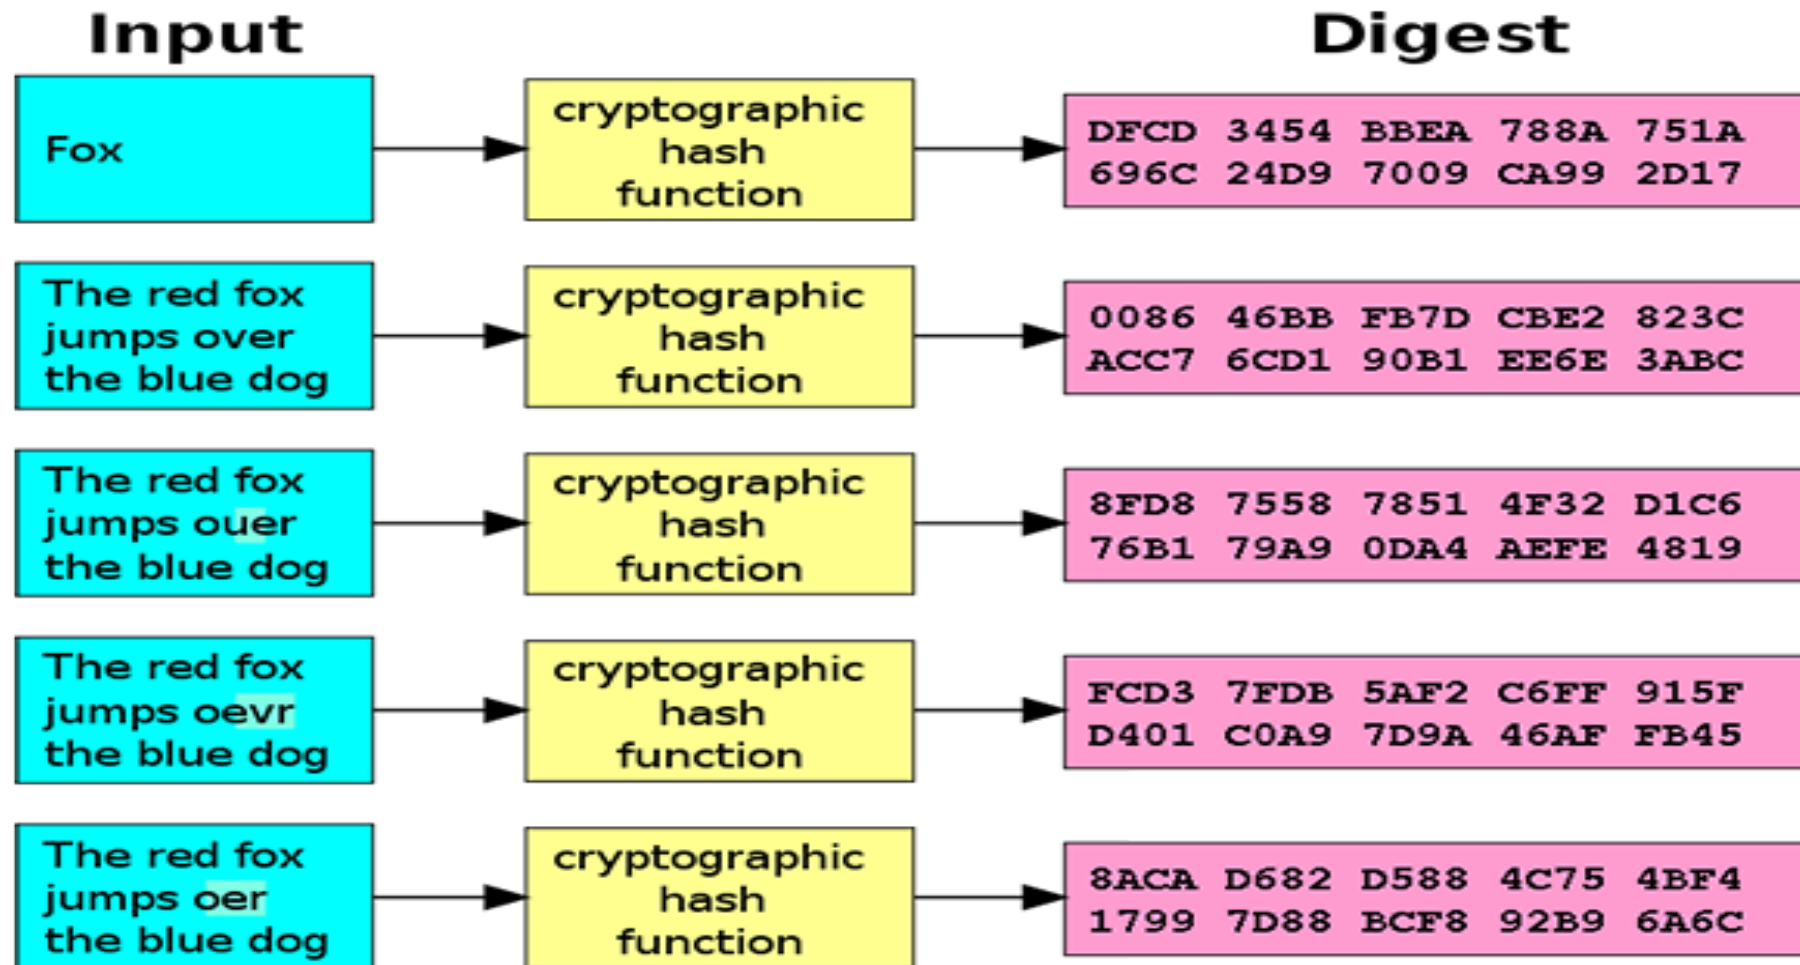 Input
Digest
Fox
cryptographic
hash
function
DFCD 3454 BBEA 788A 751A
696C 24D9 7009 CA99 2D17
The red fox
jumps over
the blue dog
cryptographic
hash
function
0086 46BB FB7D CBE2 823C
ACC7 6CD1 90B1 EE6E 3ABC
The red fox
jumps ouer
the blue dog
cryptographic
hash
function
8FD8 7558 7851 4F32 D1C6
76B1 79A9 0DA4 AEFE 4819
The red fox
jumps oevr
the blue dog
cryptographic
hash
function
FCD3 7FDB 5AF2 C6FF 915F
D401 C0A9 7D9A 46AF FB45
The red fox
jumps oer
the blue dog
cryptographic
hash
function
8ACA D682 D588 4C75 4BF4
1799 7D88 BCF8 92B9 6A6C